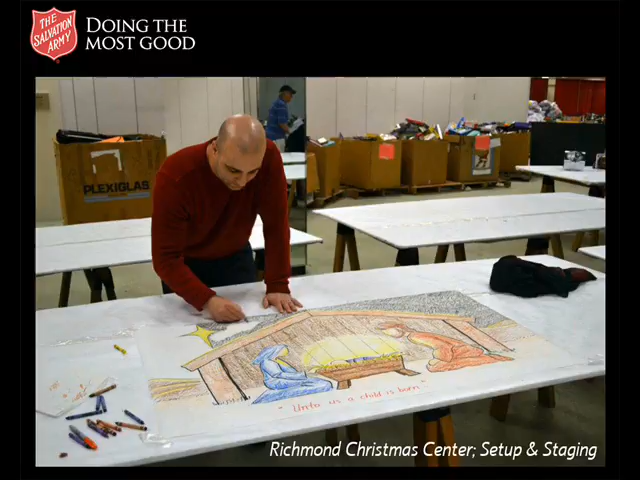 THE
SALVATION
ARMY
DOING THE
MOST GOOD
PLEXIGLAS
"Unto us a child is born"
Richmond Christmas Center; Setup & Staging